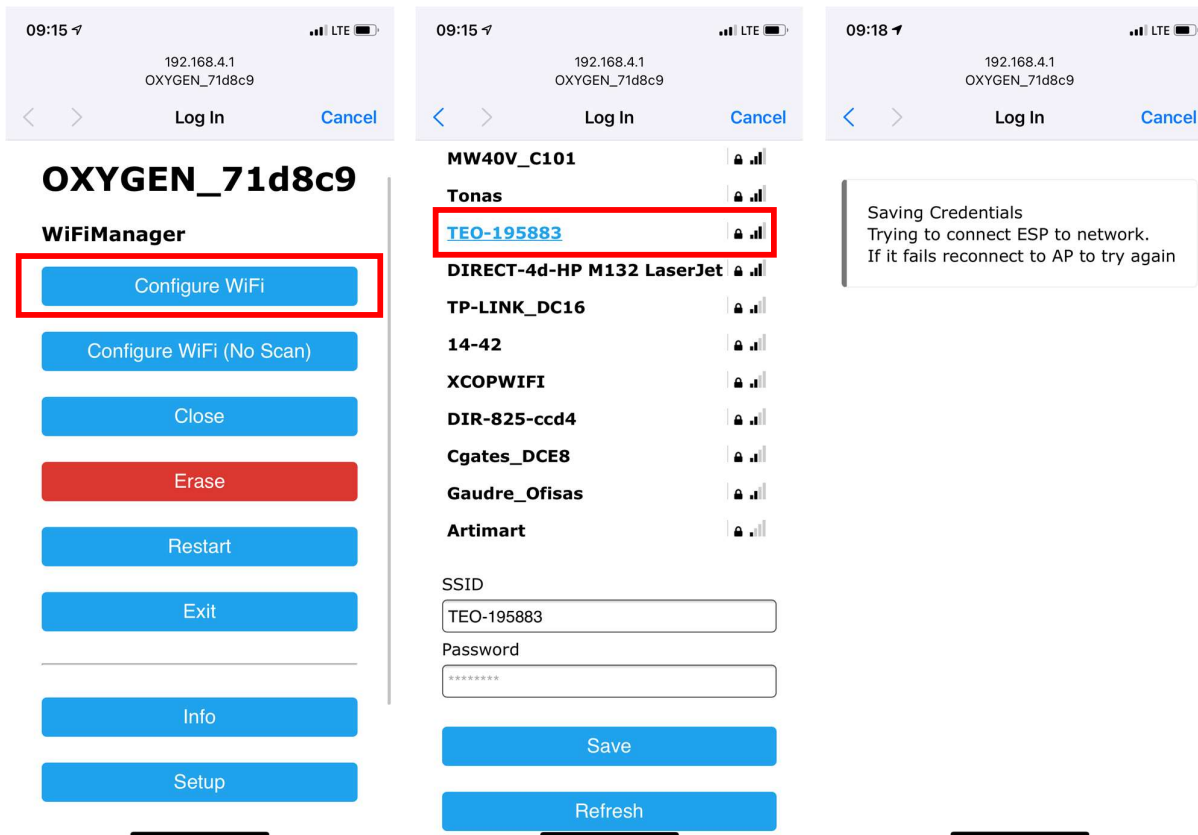 09:15
LTE
192.168.4.1
OXYGEN_71d8c9
Log In
Cancel
OXYGEN_71d8c9
WiFiManager
Configure WiFi
Configure WiFi (No Scan)
Close
Erase
Restart
Exit
Info
Setup
09:15
LTE
192.168.4.1
OXYGEN_71d8c9
Log In
Cancel
MW40V_C101
Tonas
TEO-195883
DIRECT-4d-HP M132 LaserJet
TP-LINK_DC16
14-42
XCOPWIFI
DIR-825-ccd4
Cgates_DCE8
Gaudre_Ofisas
Artimart
SSID
TEO-195883
Password
********
Save
Refresh
09:18
LTE
192.168.4.1
OXYGEN_71d8c9
Log In
Cancel
Saving Credentials
Trying to connect ESP to network.
If it fails reconnect to AP to try again